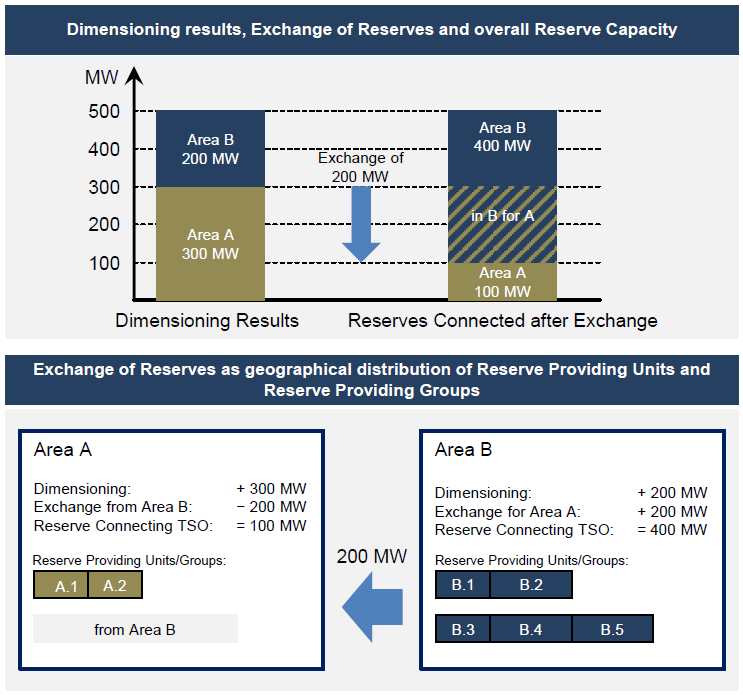 Dimensioning results, Exchange of Reserves and overall Reserve Capacity
MW
500
400
300
200
100
Area B
200 MW
Area A
300 MW
Exchange of
200 MW
Area B
400 MW
in B for A
Area A
100 MW
Dimensioning Results
Reserves Connected after Exchange
Exchange of Reserves as geographical distribution of Reserve Providing Units and
Reserve Providing Groups
Area A
Dimensioning: + 300 MW
Exchange from Area B: − 200 MW
Reserve Connecting TSO: = 100 MW
Reserve Providing Units/Groups:
A.1 A.2
from Area B
200 MW
Area B
Dimensioning: + 200 MW
Exchange for Area A: + 200 MW
Reserve Connecting TSO: = 400 MW
Reserve Providing Units/Groups:
B.1 B.2
B.3 B.4 B.5